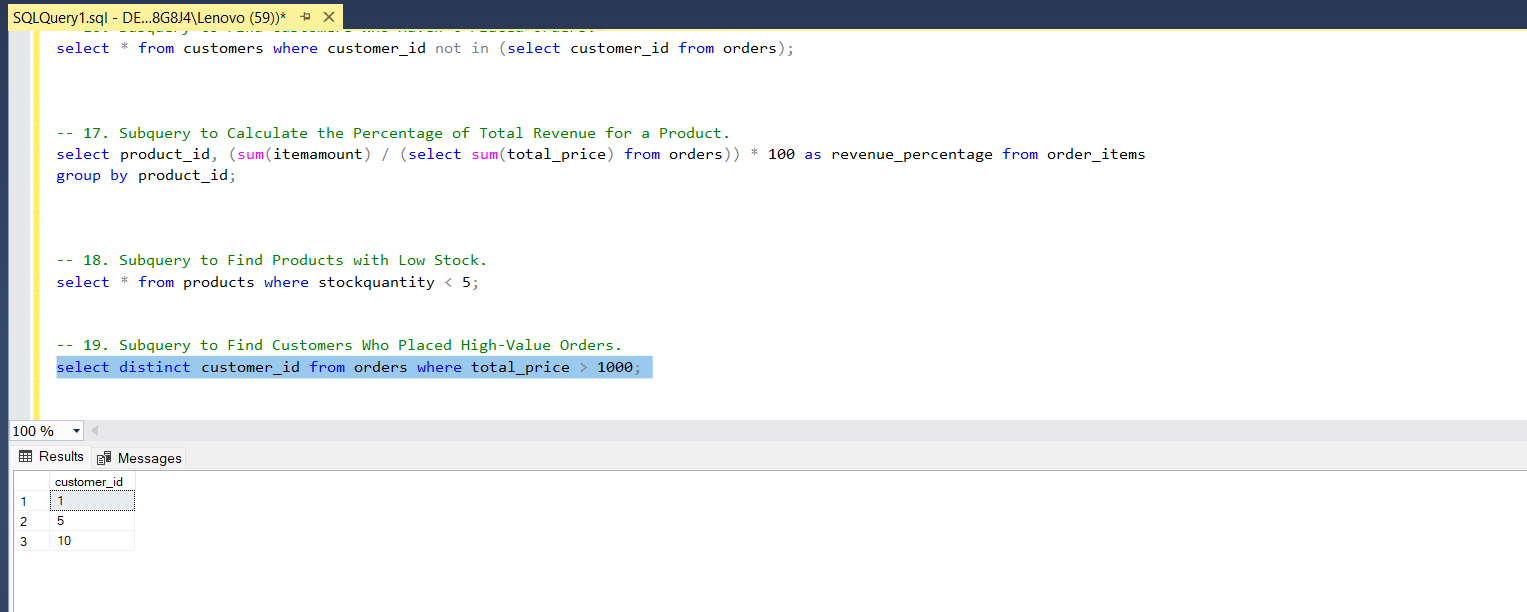 SQLQuery1.sql - DE...8G8J4\Lenovo (59))*
select * from customers where customer_id not in (select customer_id from orders);
-- 17. Subquery to Calculate the Percentage of Total Revenue for a Product.
select product_id, (sum(itemamount) / (select sum(total_price) from orders)) * 100 as revenue_percentage from order_items
group by product_id;
-- 18. Subquery to Find Products with Low Stock.
select * from products where stockquantity < 5;
-- 19. Subquery to Find Customers Who Placed High-Value Orders.
select distinct customer_id from orders where total_price > 1000;
100 %
Results Messages
customer_id
1 1
2 5
3 10